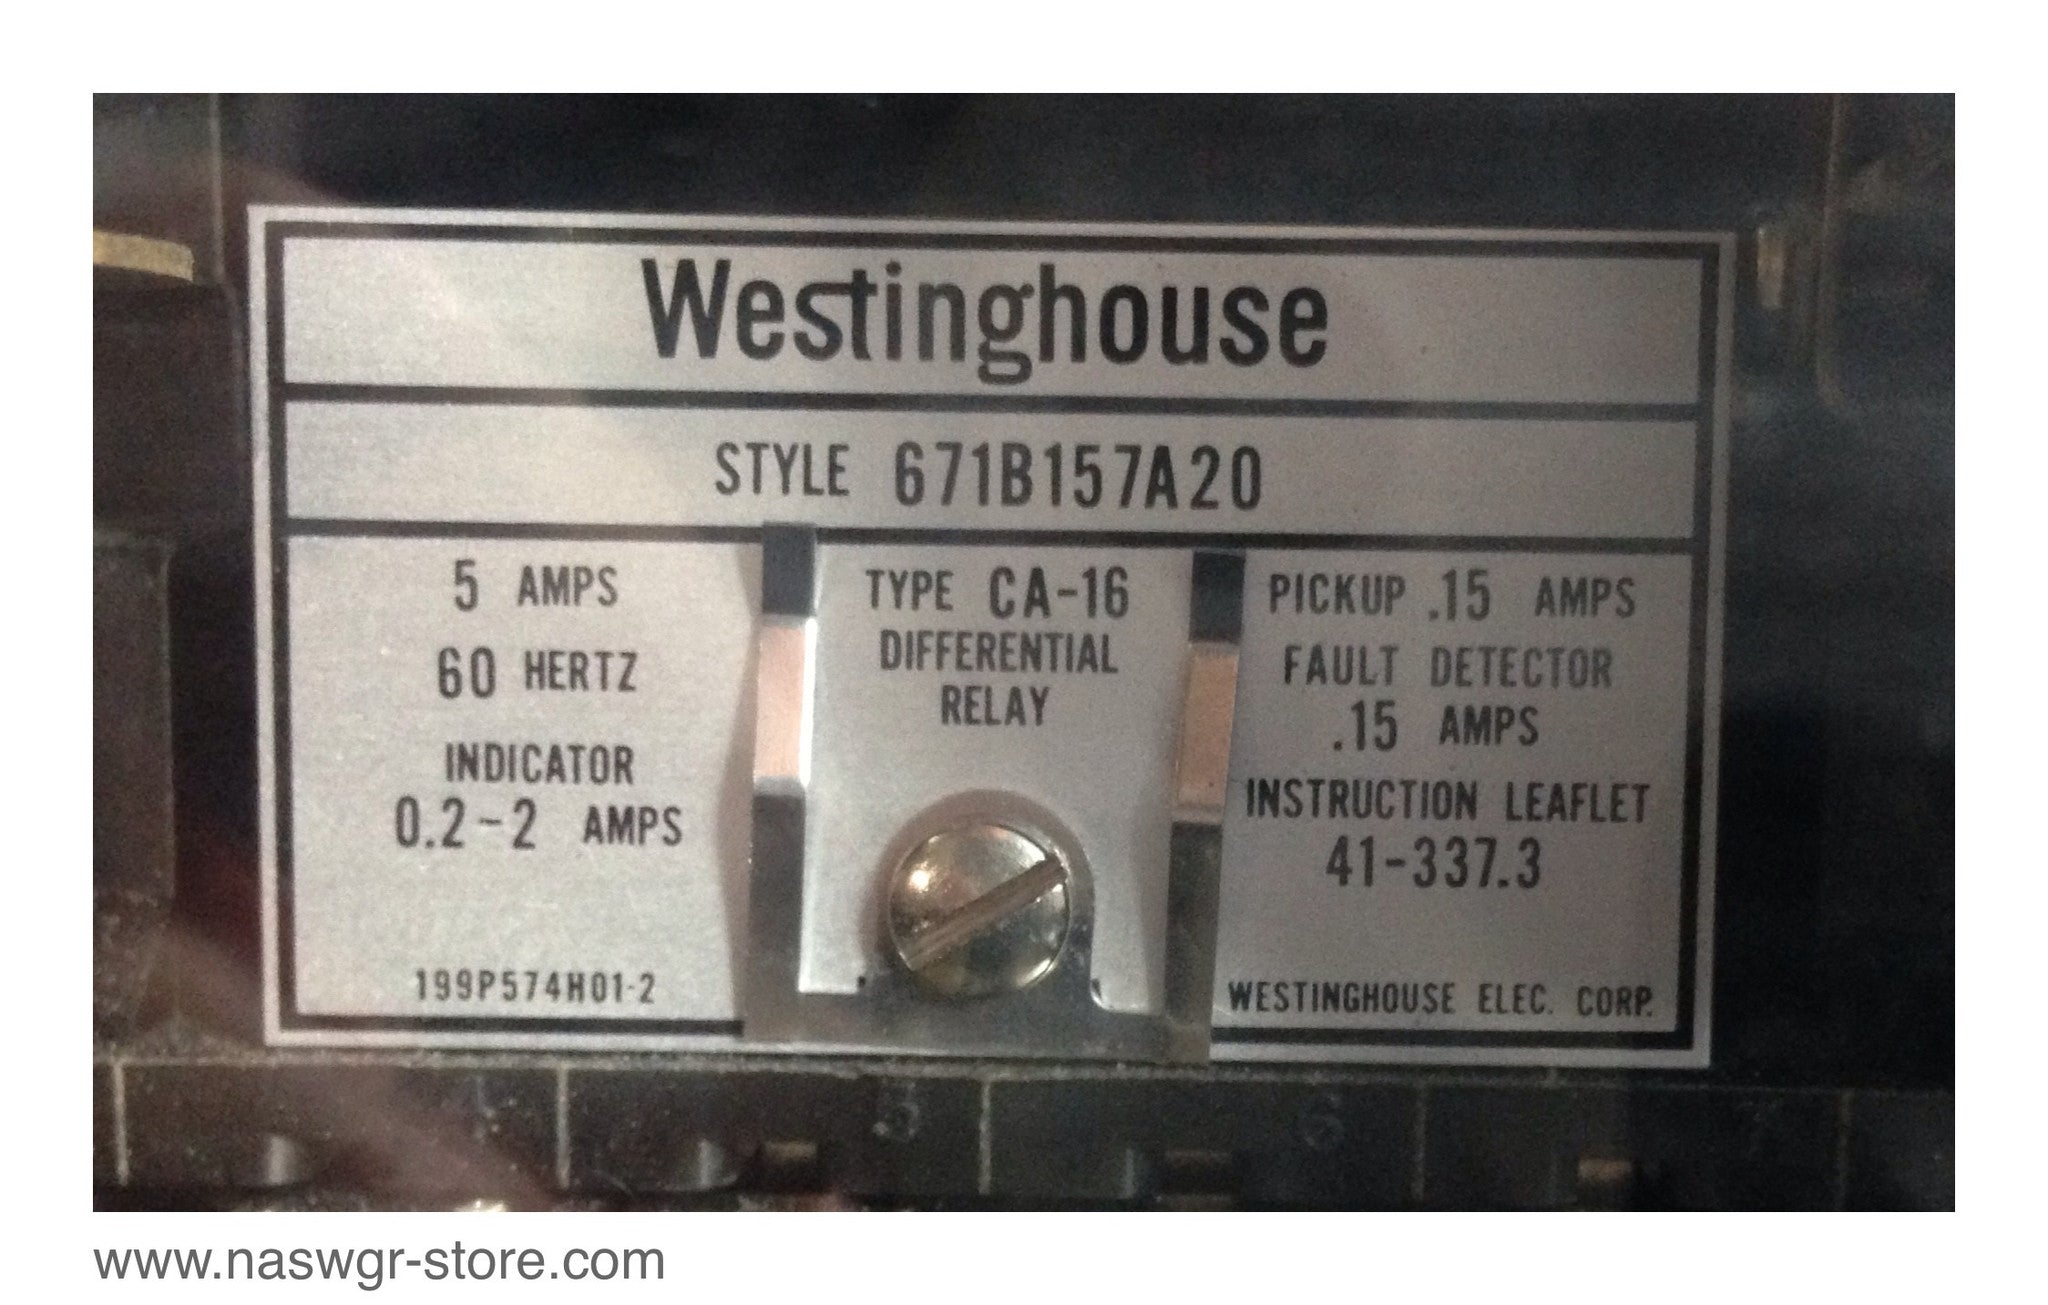 Westinghouse
STYLE 671B157A20
5 AMPS
60 HERTZ
INDICATOR
0.2-2 AMPS
199P574H01-2
TYPE CA-16
DIFFERENTIAL
RELAY
PICKUP .15 AMPS
FAULT DETECTOR
.15 AMPS
INSTRUCTION LEAFLET
41-337.3
WESTINGHOUSE ELEC. CORP.
5
6
www.naswgr-store.com